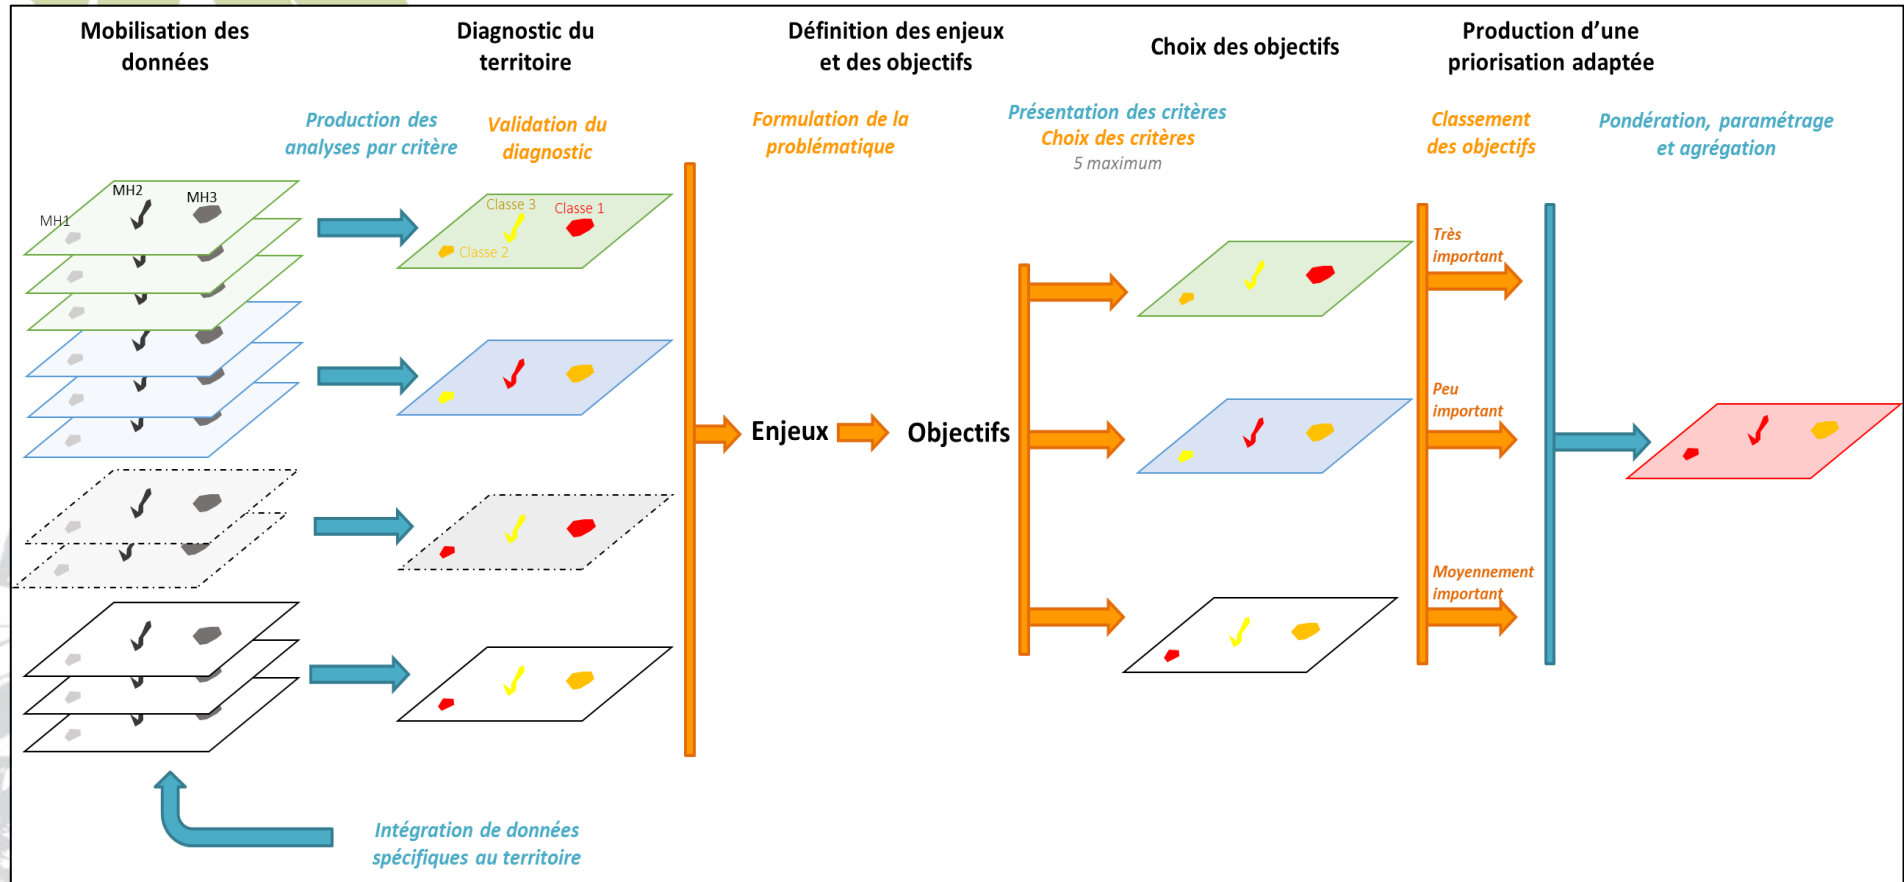 Mobilisation des
données
Diagnostic du
territoire
Définition des enjeux
et des objectifs
Choix des objectifs
Production d’une
priorisation adaptée
Production des
analyses par critère
Validation du
diagnostic
Formulation de la
problématique
Présentation des critères
Choix des critères
5 maximum
Classement
des objectifs
Pondération, paramétrage
et agrégation
MH1
MH2
MH3
Classe 3
Classe 1
Classe 2
Très
important
Enjeux
Objectifs
Peu
important
Moyennement
important
Intégration de données
spécifiques au territoire